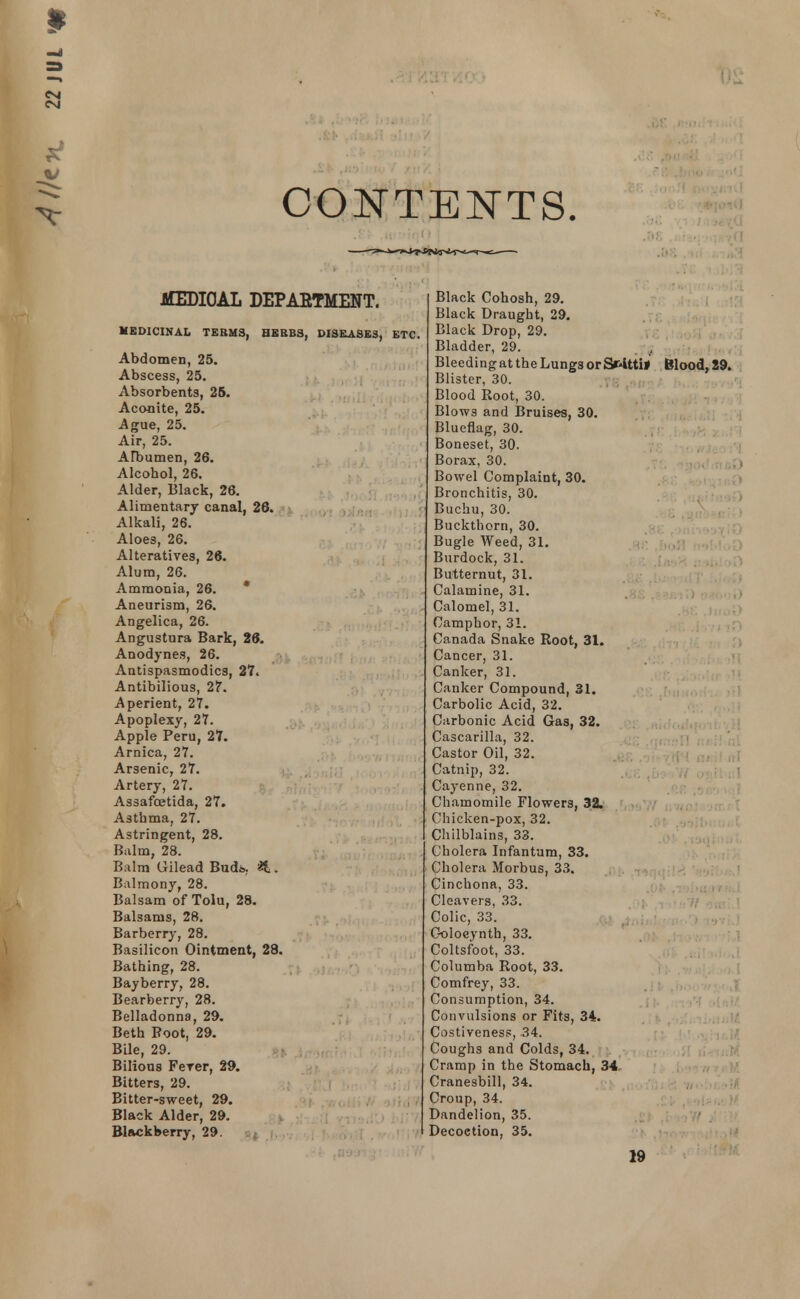 Allen 22 JUL
CONTENTS.
MEDICAL DEPARTMENT.
MEDICINAL TERMS, HERBS, DISEASES, ETC.
Abdomen, 25.
Abscess, 25.
Absorbents, 25.
Aconite, 25.
Ague, 25.
Air, 25.
Albumen, 26.
Alcohol, 26.
Alder, Black, 26.
Alimentary canal, 26.
Alkali, 26.
Aloes, 26.
Alteratives, 26.
Alum, 26.
Ammonia, 26.
Aneurism, 26.
Angelica, 26.
Angustura Bark, 26.
Anodynes, 26.
Antispasmodics, 27.
Antibilious, 27.
Aperient, 27.
Apoplexy, 27.
Apple Peru, 27.
Arnica, 27.
Arsenic, 27.
Artery, 27.
Assafœtida, 27.
Asthma, 27.
Astringent, 28.
Balm, 28.
Balm Gilead Buds,
Balmony, 28.
Balsam of Tolu, 28.
Balsams, 28.
Barberry, 28.
Basilicon Ointment, 28.
Bathing, 28.
Bayberry, 28.
Bearberry, 28.
Belladonna, 29.
Beth Root, 29.
Bile, 29.
Bilious Fever, 29.
Bitters, 29.
Bitter-sweet, 29.
Black Alder, 29.
Blackberry, 29.
Black Cohosh, 29.
Black Draught, 29.
Black Drop, 29.
Bladder, 29.
Bleeding at the Lungs or Blood, 29.
Blister, 30.
Blood Root, 30.
Blows and Bruises, 30.
Blueflag, 30.
Boneset, 30.
Borax, 30.
Bowel Complaint, 30.
Bronchitis, 30.
Buchu, 30.
Buckthorn, 30.
Bugle Weed, 31.
Burdock, 31.
Butternut, 31.
Calamine, 31.
Calomel, 31.
Camphor, 31.
Canada Snake Root, 31.
Cancer, 31.
Canker, 31.
Canker Compound, 31.
Carbolic Acid, 32.
Carbonic Acid Gas, 32.
Cascarilla, 32.
Castor Oil, 32.
Catnip, 32.
Cayenne, 32.
Chamomile Flowers, 32.
Chicken-pox, 32.
Chilblains, 33.
Cholera Infantum, 33.
Cholera Morbus, 33.
Cinchona, 33.
Cleavers, 33.
Colic, 33.
Coloeynth, 33.
Coltsfoot, 33.
Columba Root, 33.
Comfrey, 33.
Consumption, 34.
Convulsions or Fits, 34.
Costiveness, 34.
Coughs and Colds, 34.
Cramp in the Stomach, 34
Cranesbill, 34.
Croup, 34.
Dandelion, 35.
Decoction, 35.
19